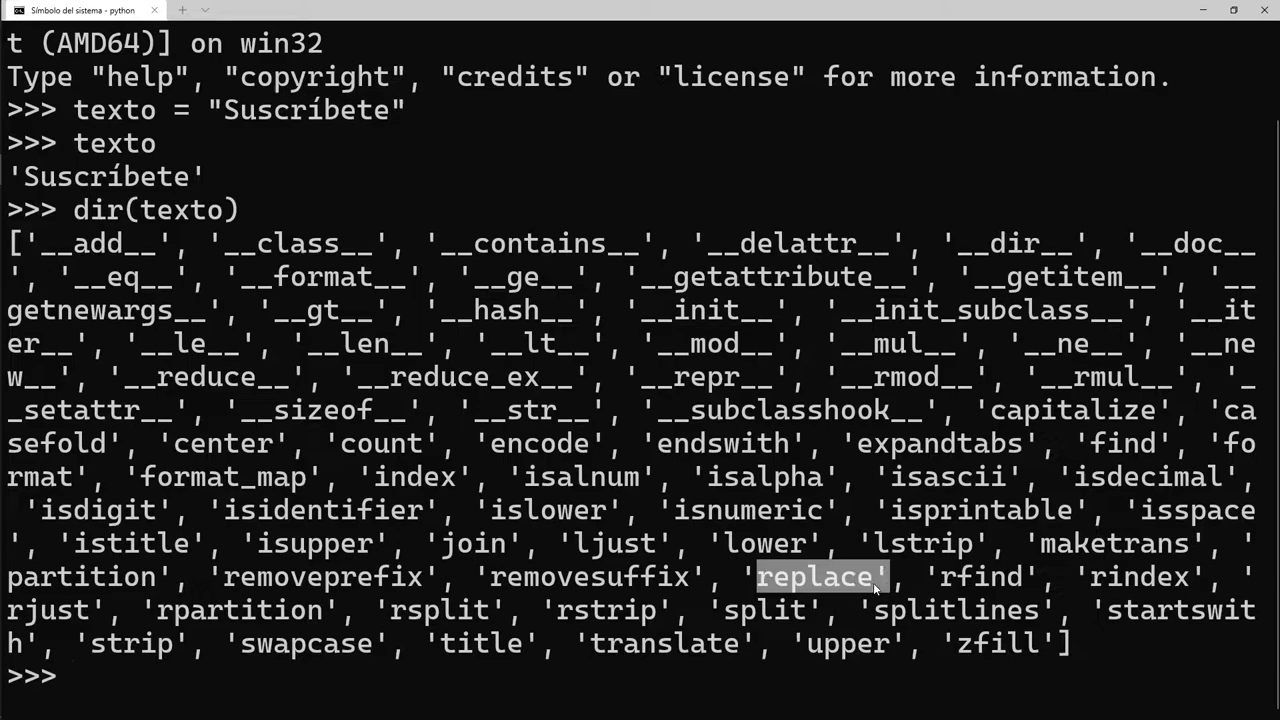 Símbolo del sistema - python
t (AMD64)] on win32
Type "help", "copyright", "credits" or "license" for more information.
>>> texto = "Suscríbete"
>>> texto
'Suscríbete'
>>> dir(texto)
['__add__', '__class__', '__contains__', '__delattr__', '__dir__', '__doc__
', '__eq__', '__format__', '__ge__', '__getattribute__', '__getitem__', '__
getnewargs__', '__gt__', '__hash__', '__init__', '__init_subclass__', '__it
er__', '__le__', '__len__', '__lt__', '__mod__', '__mul__', '__ne__', '__ne
w__', '__reduce__', '__reduce_ex__', '__repr__', '__rmod__', '__rmul__', '_
_setattr__', '__sizeof__', '__str__', '__subclasshook__', 'capitalize', 'ca
sefold', 'center', 'count', 'encode', 'endswith', 'expandtabs', 'find', 'fo
rmat', 'format_map', 'index', 'isalnum', 'isalpha', 'isascii', 'isdecimal',
 'isdigit', 'isidentifier', 'islower', 'isnumeric', 'isprintable', 'isspace
', 'istitle', 'isupper', 'join', 'ljust', 'lower', 'lstrip', 'maketrans', '
partition', 'removeprefix', 'removesuffix', 'replace', 'rfind', 'rindex', '
rjust', 'rpartition', 'rsplit', 'rstrip', 'split', 'splitlines', 'startswit
h', 'strip', 'swapcase', 'title', 'translate', 'upper', 'zfill']
>>>